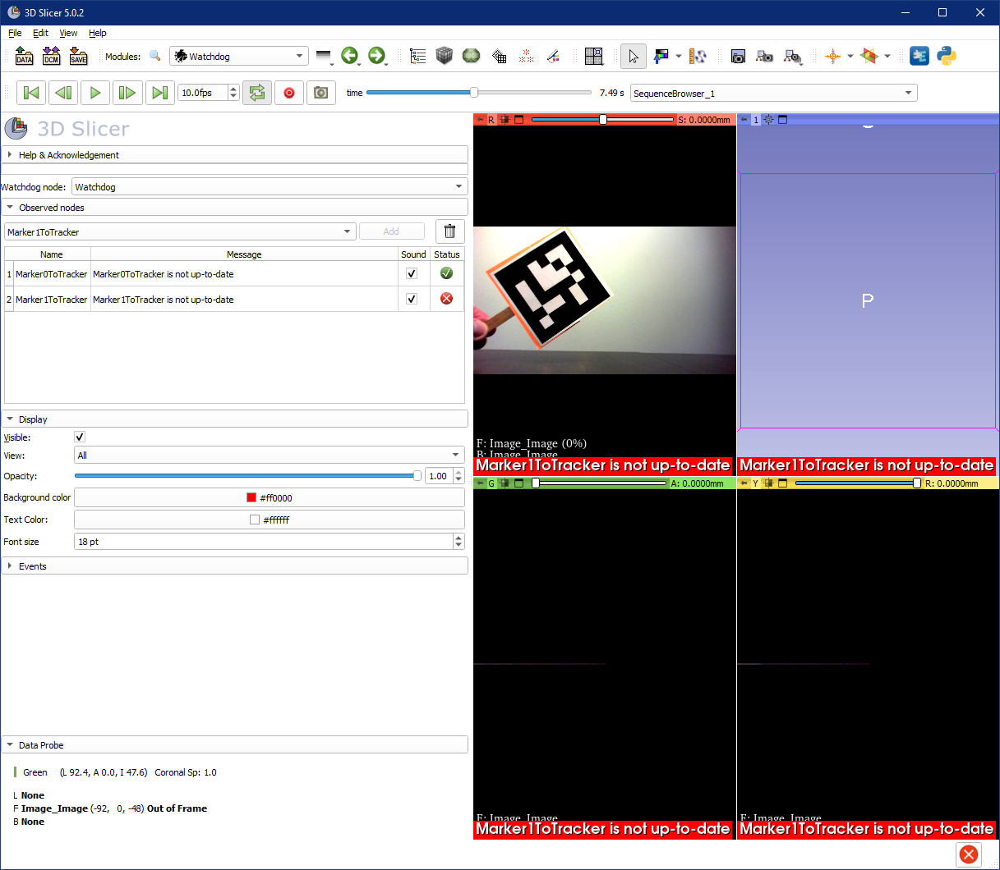 3D Slicer 5.0.2
File Edit View Help
DATA DCM SAVE Modules: Watchdog
10.0fps time 7.49 s SequenceBrowser_1
3D Slicer
Help & Acknowledgement
Watchdog node: Watchdog
Observed nodes
Marker1ToTracker Add
Name Message Sound Status
1 Marker0ToTracker Marker0ToTracker is not up-to-date
2 Marker1ToTracker Marker1ToTracker is not up-to-date
Display
Visible:
View: All
Opacity: 1.00
Background color #ff0000
Text Color: #ffffff
Font size 18 pt
Events
Data Probe
Green (L 92.4, A 0.0, I 47.6) Coronal Sp: 1.0
L None
F Image_Image (-92, 0, -48) Out of Frame
B None
R S: 0.0000mm
F: Image_Image (0%)
B: Image_Image
Marker1ToTracker is not up-to-date
1
P
Marker1ToTracker is not up-to-date
G A: 0.0000mm
F: Image_Image
Marker1ToTracker is not up-to-date
Y R: 0.0000mm
F: Image_Image
Marker1ToTracker is not up-to-date